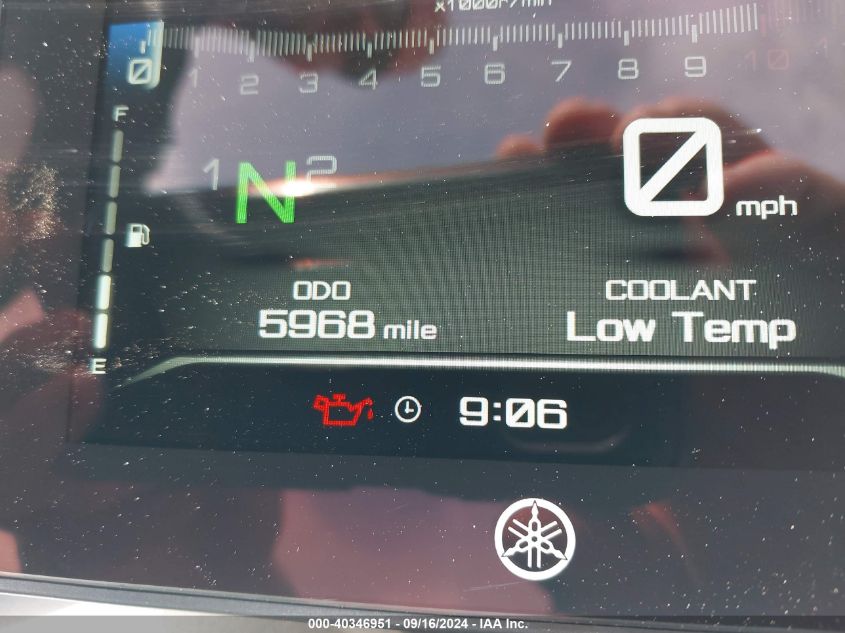 x1000r/min
0 1 2 3 4 5 6 7 8 9 10
F
1 N 2
0 mph
ODO
5968 mile
COOLANT
Low Temp
E
9:06
000-40346951 - 09/16/2024 - IAA Inc.